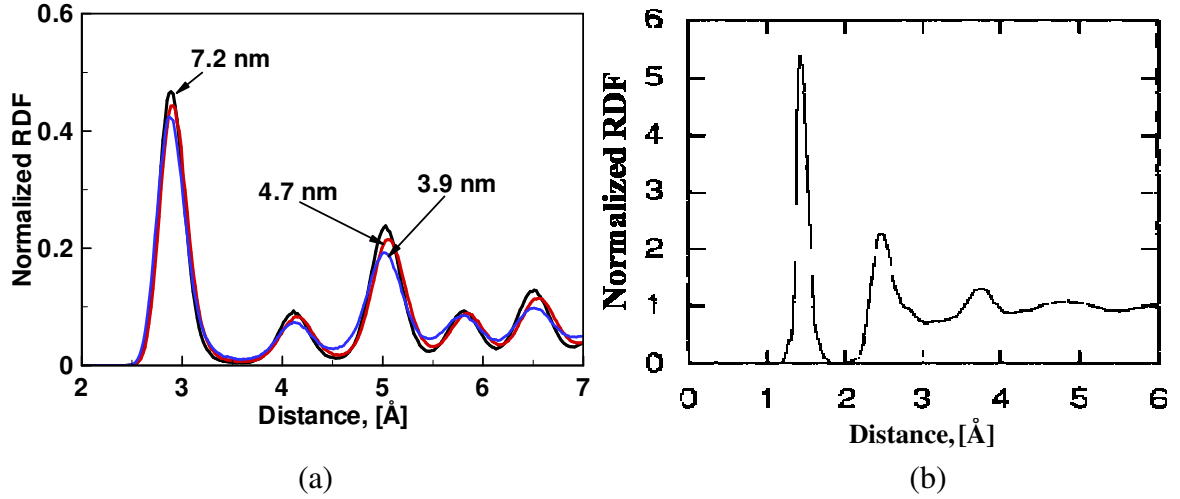 0.6
0.4
0.2
0
Normalized RDF
7.2 nm
4.7 nm
3.9 nm
2 3 4 5 6 7
Distance, [Å]
(a)
6
5
4
3
2
1
0
Normalized RDF
0 1 2 3 4 5 6
Distance, [Å]
(b)